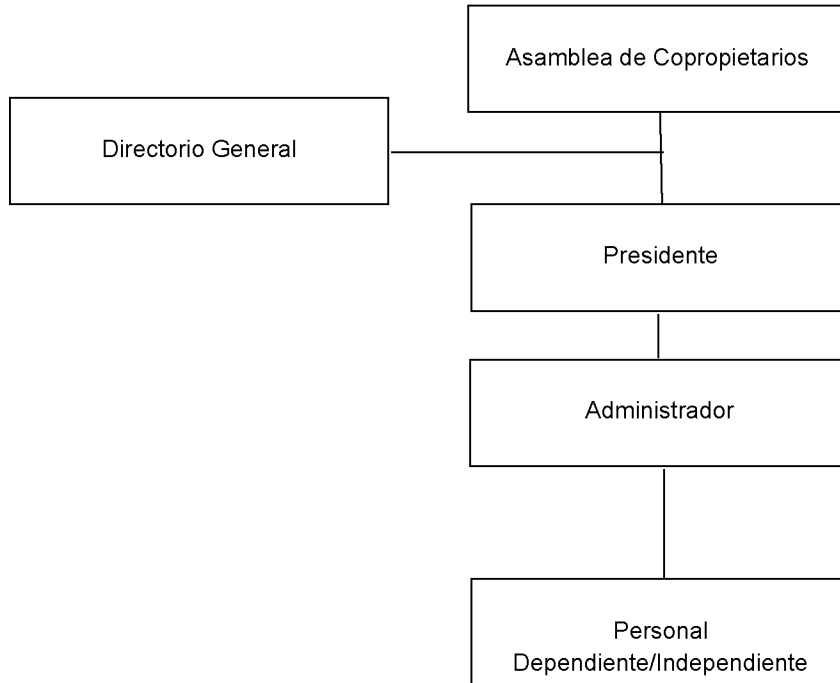 Asamblea de Copropietarios
Directorio General
Presidente
Administrador
Personal
Dependiente/Independiente